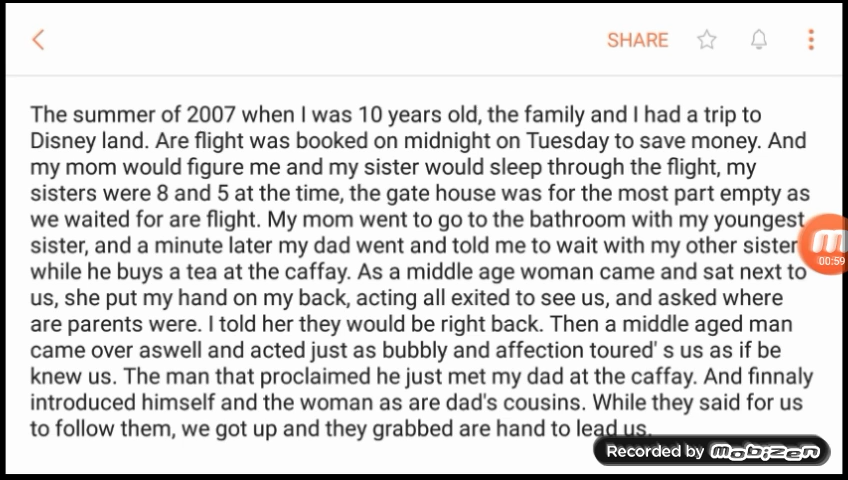 SHARE
The summer of 2007 when I was 10 years old, the family and I had a trip to
Disney land. Are flight was booked on midnight on Tuesday to save money. And
my mom would figure me and my sister would sleep through the flight, my
sisters were 8 and 5 at the time, the gate house was for the most part empty as
we waited for are flight. My mom went to go to the bathroom with my youngest
sister, and a minute later my dad went and told me to wait with my other sister
while he buys a tea at the caffay. As a middle age woman came and sat next to
us, she put my hand on my back, acting all exited to see us, and asked where
are parents were. I told her they would be right back. Then a middle aged man
came over aswell and acted just as bubbly and affection toured' s us as if be
knew us. The man that proclaimed he just met my dad at the caffay. And finnaly
introduced himself and the woman as are dad's cousins. While they said for us
to follow them, we got up and they grabbed are hand to lead us.
00:59
Recorded by mobizen